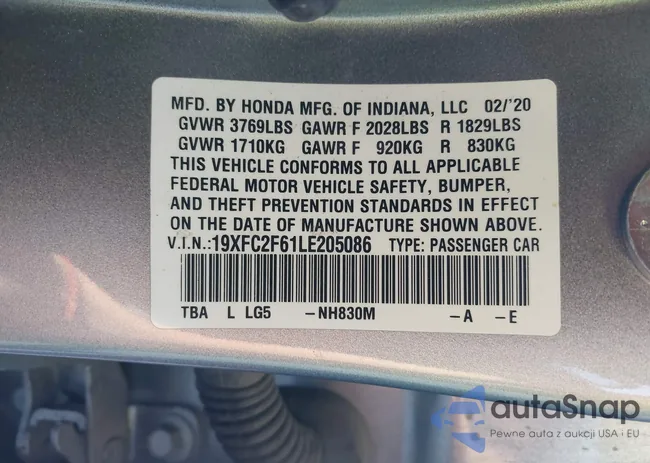 MFD. BY HONDA MFG. OF INDIANA, LLC 02/'20
GVWR 3769LBS GAWR F 2028LBS R 1829LBS
GVWR 1710KG GAWR F 920KG R 830KG
THIS VEHICLE CONFORMS TO ALL APPLICABLE
FEDERAL MOTOR VEHICLE SAFETY, BUMPER,
AND THEFT PREVENTION STANDARDS IN EFFECT
ON THE DATE OF MANUFACTURE SHOWN ABOVE.
V.I.N.:19XFC2F61LE205086 TYPE: PASSENGER CAR
TBA L LG5 -NH830M -A -E
autaSnap
Pewne auta z aukcji USA i EU